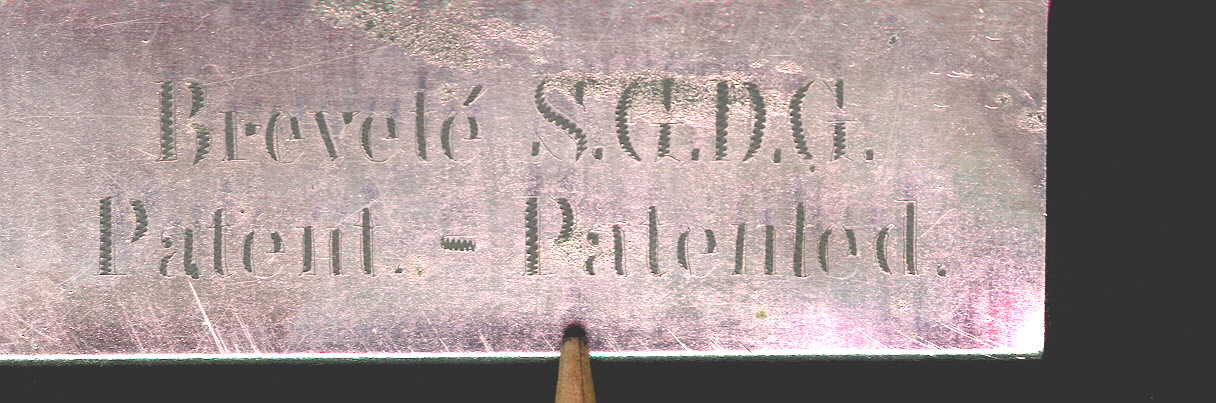 Breveté S.G.D.G.
Patent. - Patented.